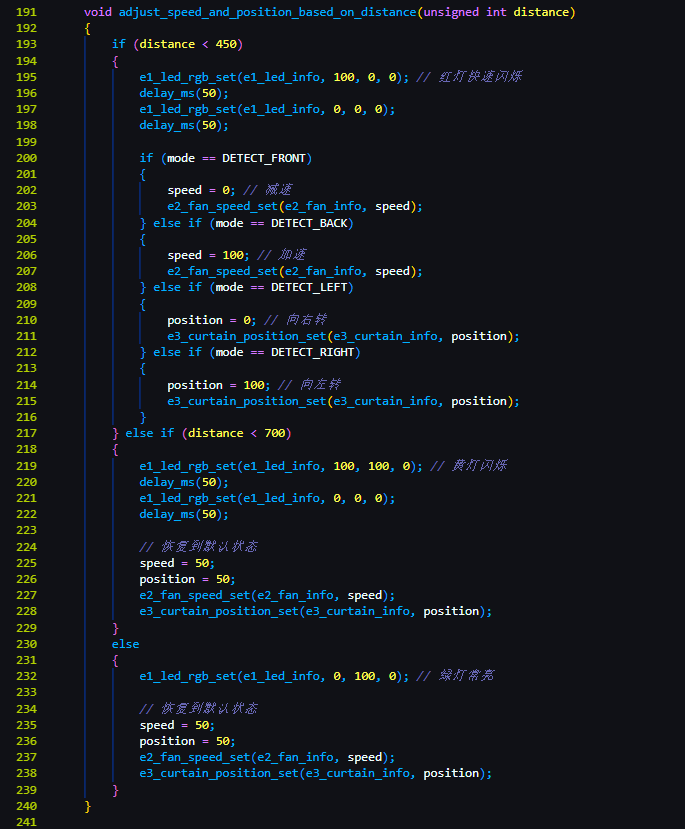 191 void adjust_speed_and_position_based_on_distance(unsigned int distance)
192 {
193 if (distance < 450)
194 {
195 e1_led_rgb_set(e1_led_info, 100, 0, 0); // 红灯快速闪烁
196 delay_ms(50);
197 e1_led_rgb_set(e1_led_info, 0, 0, 0);
198 delay_ms(50);
199
200 if (mode == DETECT_FRONT)
201 {
202 speed = 0; // 减速
203 e2_fan_speed_set(e2_fan_info, speed);
204 } else if (mode == DETECT_BACK)
205 {
206 speed = 100; // 加速
207 e2_fan_speed_set(e2_fan_info, speed);
208 } else if (mode == DETECT_LEFT)
209 {
210 position = 0; // 向右转
211 e3_curtain_position_set(e3_curtain_info, position);
212 } else if (mode == DETECT_RIGHT)
213 {
214 position = 100; // 向左转
215 e3_curtain_position_set(e3_curtain_info, position);
216 }
217 } else if (distance < 700)
218 {
219 e1_led_rgb_set(e1_led_info, 100, 100, 0); // 黄灯闪烁
220 delay_ms(50);
221 e1_led_rgb_set(e1_led_info, 0, 0, 0);
222 delay_ms(50);
223
224 // 恢复到默认状态
225 speed = 50;
226 position = 50;
227 e2_fan_speed_set(e2_fan_info, speed);
228 e3_curtain_position_set(e3_curtain_info, position);
229 }
230 else
231 {
232 e1_led_rgb_set(e1_led_info, 0, 100, 0); // 绿灯常亮
233
234 // 恢复到默认状态
235 speed = 50;
236 position = 50;
237 e2_fan_speed_set(e2_fan_info, speed);
238 e3_curtain_position_set(e3_curtain_info, position);
239 }
240 }
241